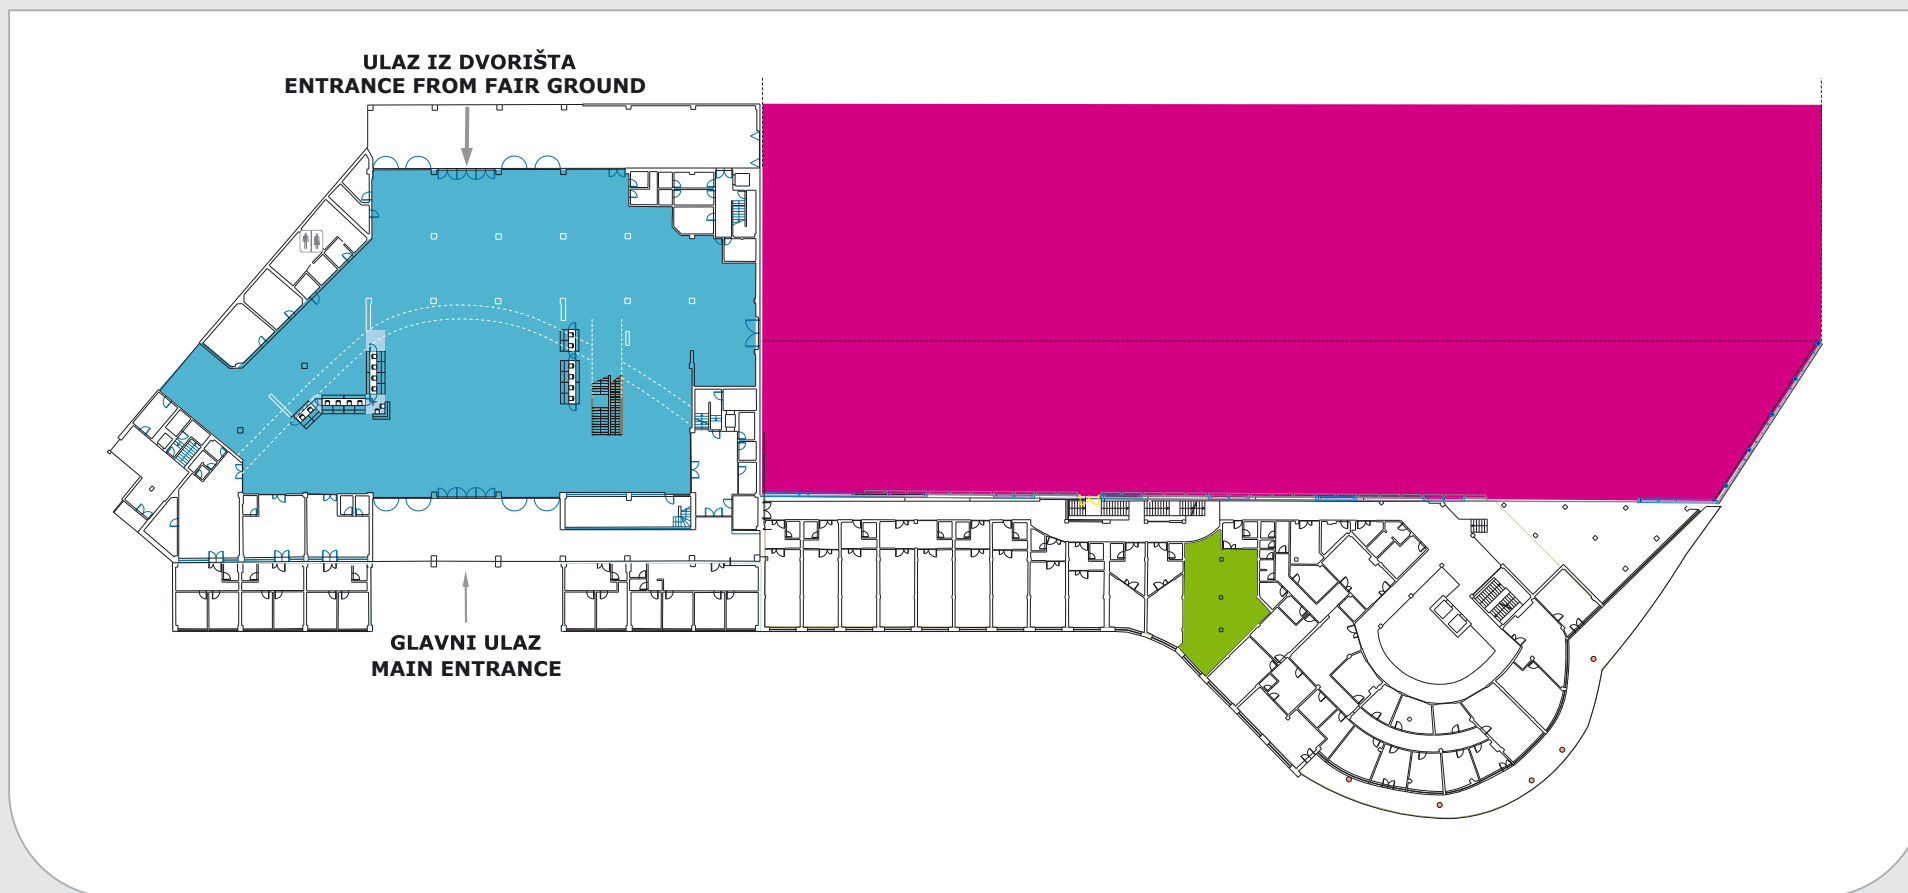 ULAZ IZ DVORIŠTA
ENTRANCE FROM FAIR GROUND
GLAVNI ULAZ
MAIN ENTRANCE